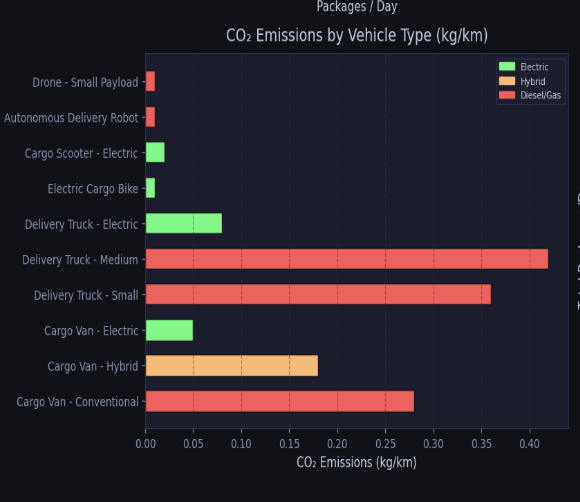 Packages / Day
CO₂ Emissions by Vehicle Type (kg/km)
Electric
Hybrid
Diesel/Gas
Drone - Small Payload
Autonomous Delivery Robot
Cargo Scooter - Electric
Electric Cargo Bike
Delivery Truck - Electric
Delivery Truck - Medium
Delivery Truck - Small
Cargo Van - Electric
Cargo Van - Hybrid
Cargo Van - Conventional
0.00 0.05 0.10 0.15 0.20 0.25 0.30 0.35 0.40
CO₂ Emissions (kg/km)